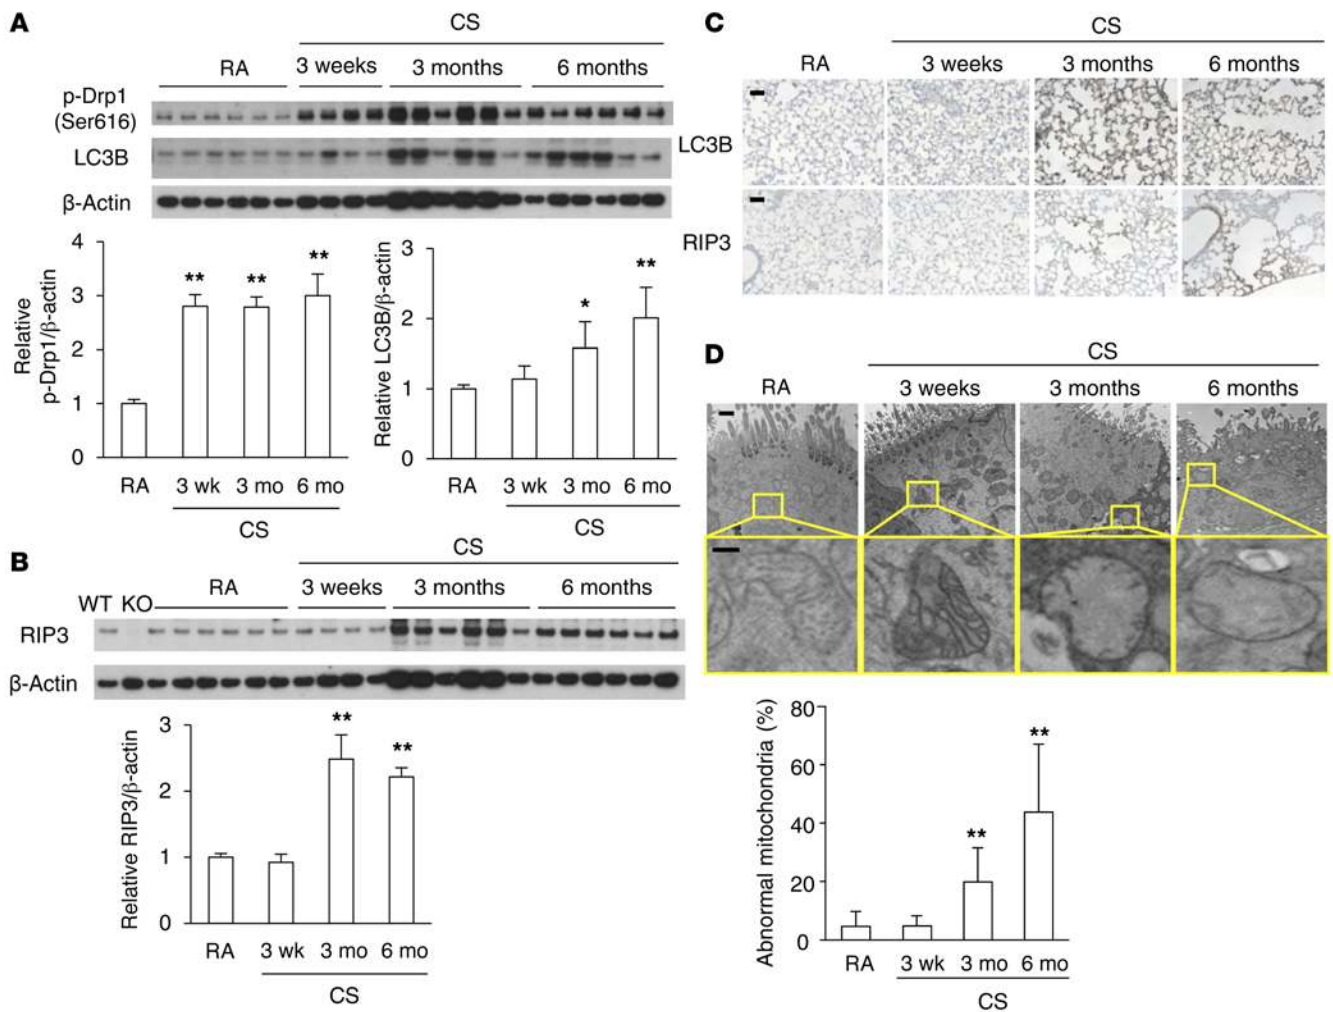 A
CS
RA 3 weeks 3 months 6 months
p-Drp1
(Ser616)
LC3B
β-Actin
4
3
2
1
0
Relative
p-Drp1/β-actin
**
**
**
RA 3 wk 3 mo 6 mo
CS
3
2
1
0
Relative LC3B/β-actin
*
**
RA 3 wk 3 mo 6 mo
CS
B
CS
WT KO RA 3 weeks 3 months 6 months
RIP3
β-Actin
3
2
1
0
Relative RIP3/β-actin
**
**
RA 3 wk 3 mo 6 mo
CS
C
CS
RA 3 weeks 3 months 6 months
LC3B
RIP3
D
CS
RA 3 weeks 3 months 6 months
80
60
40
20
0
Abnormal mitochondria (%)
**
**
RA 3 wk 3 mo 6 mo
CS